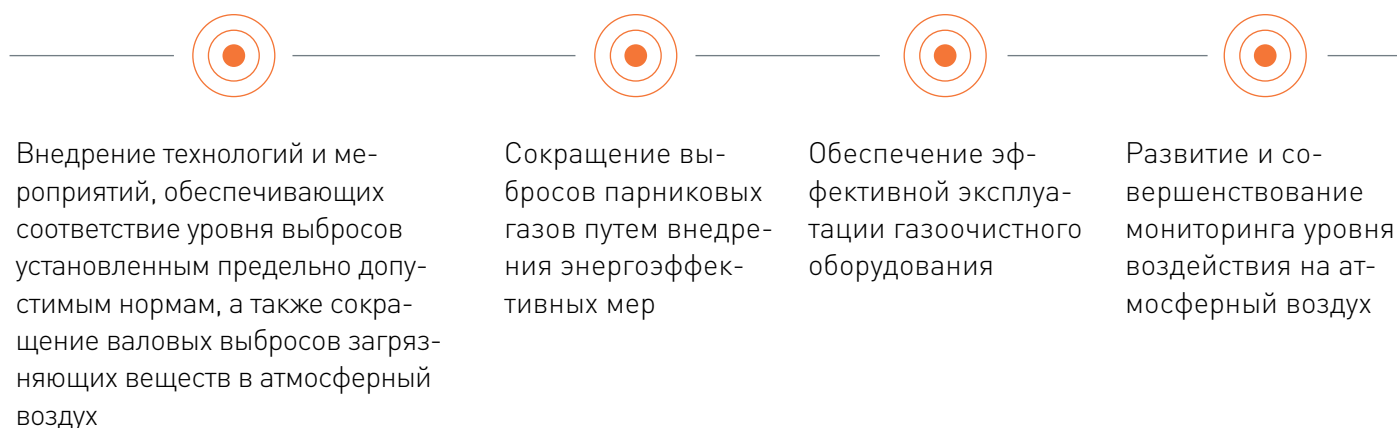 Внедрение технологий и ме-
роприятий, обеспечивающих
соответствие уровня выбросов
установленным предельно допу-
стимым нормам, а также сокра-
щение валовых выбросов загряз-
няющих веществ в атмосферный
воздух
Сокращение вы-
бросов парниковых
газов путем внедре-
ния энергоэффек-
тивных мер
Обеспечение эф-
фективной эксплуа-
тации газоочистного
оборудования
Развитие и со-
вершенствование
мониторинга уровня
воздействия на ат-
мосферный воздух